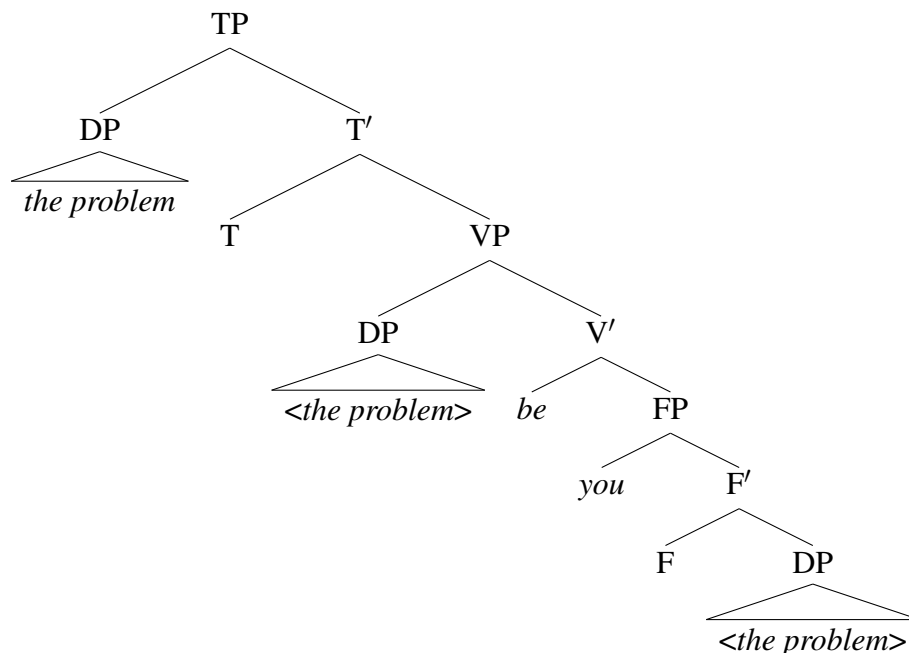 TP
DP T′
the problem
T VP
DP V′
<the problem> be FP
you F′
F DP
<the problem>